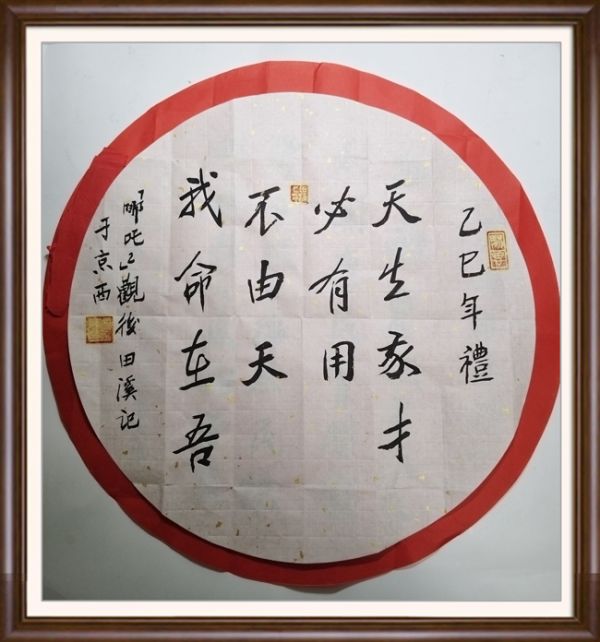 乙巳年禮
天生豕才
必有用
不由天
我命在吾
「哪吒」2觀後田溪記
于京西